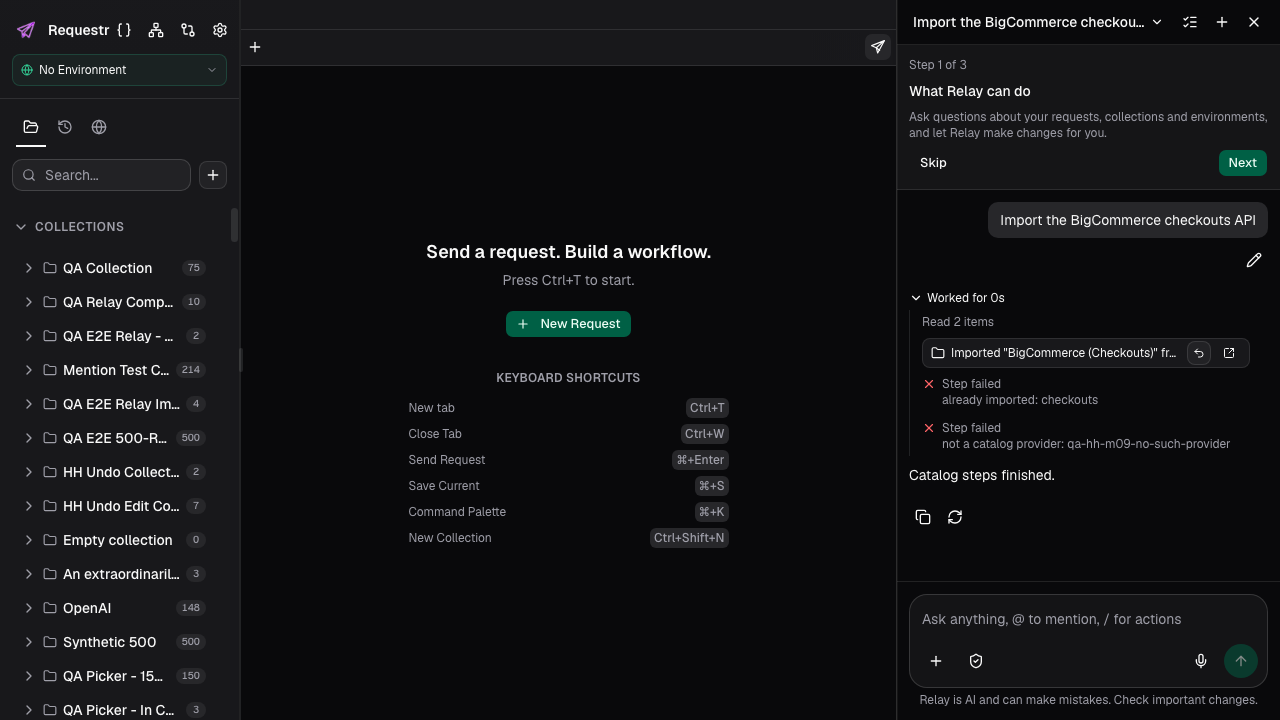 Requestr
No Environment
Search...
COLLECTIONS
QA Collection 75
QA Relay Comp... 10
QA E2E Relay - ... 2
Mention Test C... 214
QA E2E Relay Im... 4
QA E2E 500-R... 500
HH Undo Collect... 2
HH Undo Edit Co... 7
Empty collection 0
An extraordinaril... 3
OpenAI 148
Synthetic 500 500
QA Picker - 15... 150
QA Picker - In C... 3
Send a request. Build a workflow.
Press Ctrl+T to start.
New Request
KEYBOARD SHORTCUTS
New tab Ctrl+T
Close Tab Ctrl+W
Send Request ⌘+Enter
Save Current ⌘+S
Command Palette ⌘+K
New Collection Ctrl+Shift+N
Import the BigCommerce checkou...
Step 1 of 3
What Relay can do
Ask questions about your requests, collections and environments,
and let Relay make changes for you.
Skip Next
Import the BigCommerce checkouts API
Worked for 0s
Read 2 items
Imported "BigCommerce (Checkouts)" fr...
Step failed
already imported: checkouts
Step failed
not a catalog provider: qa-hh-m09-no-such-provider
Catalog steps finished.
Ask anything, @ to mention, / for actions
Relay is AI and can make mistakes. Check important changes.